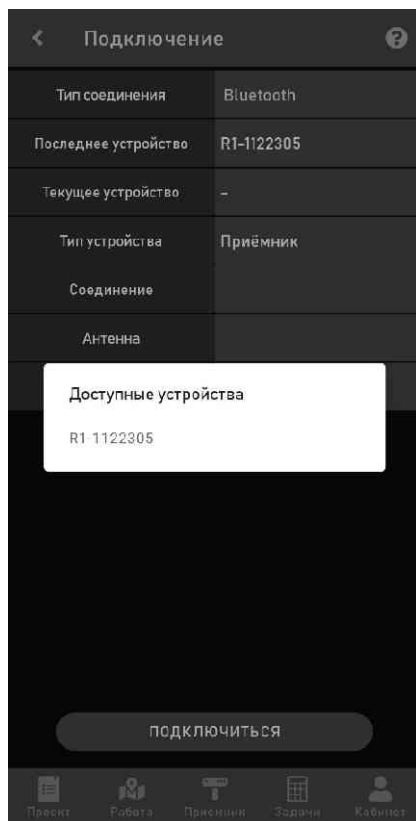 Подключение
Тип соединения Bluetooth
Последнее устройство R1-1122305
Текущее устройство -
Тип устройства Приёмник
Соединение
Антенна
Доступные устройства
R1-1122305
ПОДКЛЮЧИТЬСЯ
Проект Работа Приемник Задачи Кабинет